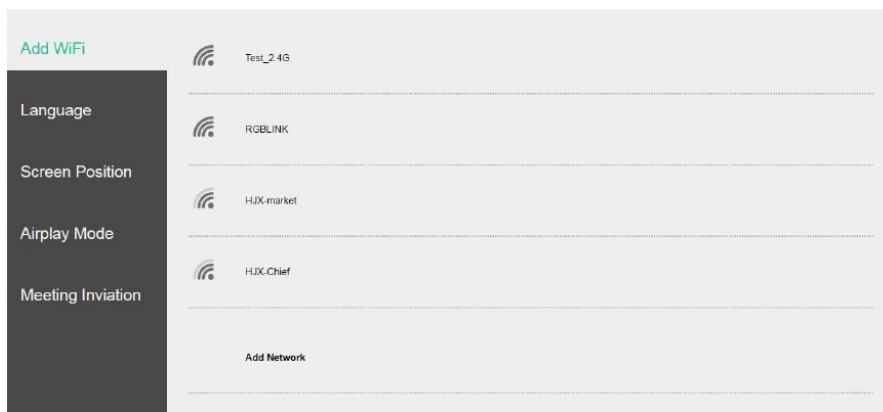 Add WiFi
Language
Screen Position
Airplay Mode
Meeting Inviation
Test_2.4G
RGBLINK
HJX-market
HJX-Chief
Add Network